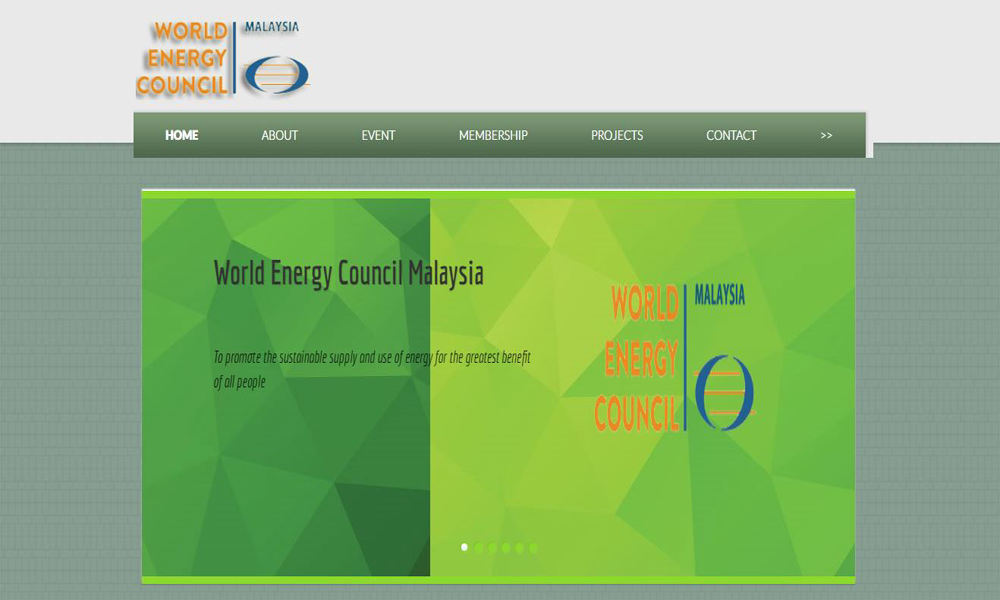 WORLD
ENERGY
COUNCIL
MALAYSIA
HOME ABOUT EVENT MEMBERSHIP PROJECTS CONTACT >>
World Energy Council Malaysia
To promote the sustainable supply and use of energy for the greatest benefit
of all people
WORLD
ENERGY
COUNCIL
MALAYSIA